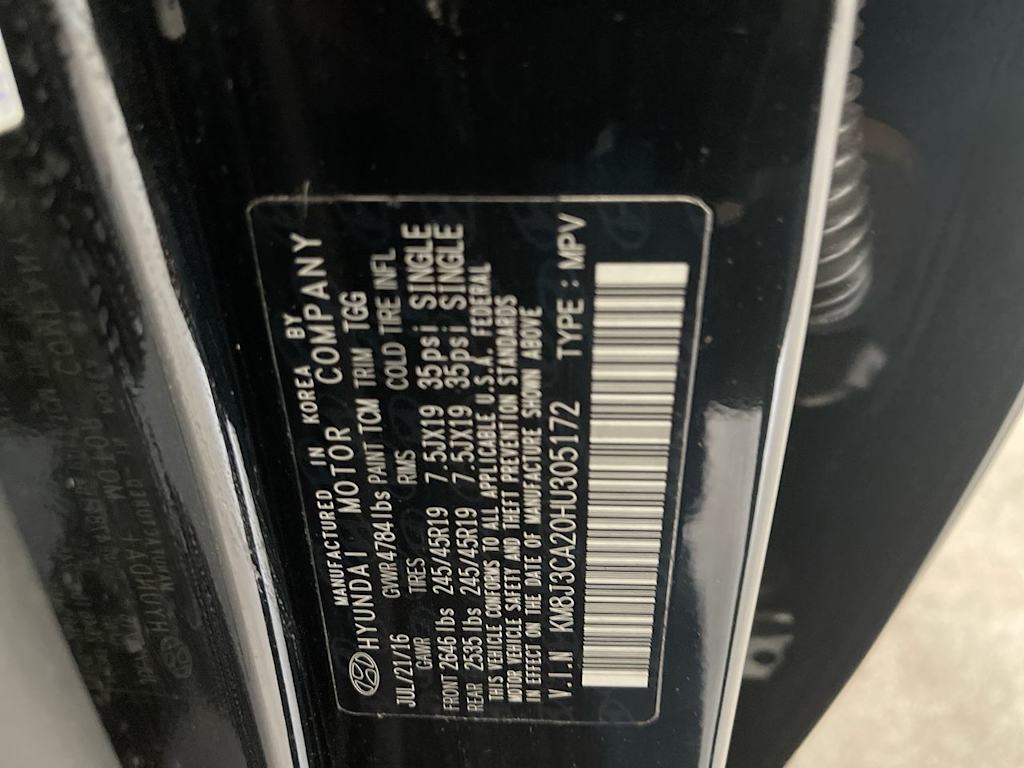 MANUFACTURED IN KOREA BY
HYUNDAI MOTOR COMPANY
JUL/21/16 GVWR 4784lbs PAINT TCM TRIM TGG
GAWR TIRES RMS COLD TIRE INFL
FRONT 2646 lbs 245/45R19 7.5JX19 35psi SINGLE
REAR 2535 lbs 245/45R19 7.5JX19 35psi SINGLE
THIS VEHICLE CONFORMS TO ALL APPLICABLE U.S.A. FEDERAL
MOTOR VEHICLE SAFETY AND THEFT PREVENTION STANDARDS
IN EFFECT ON THE DATE OF MANUFACTURE SHOWN ABOVE
V.I.N KM8J3CA20HU305172 TYPE : MPV